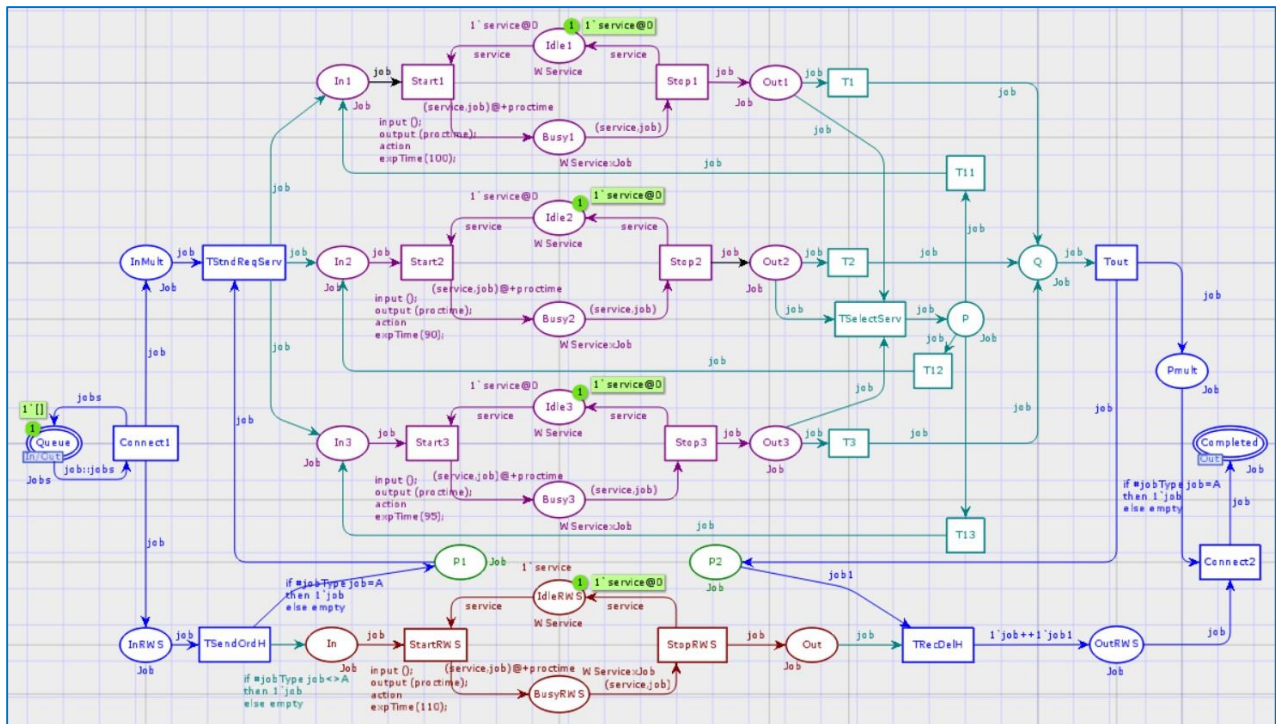 1`service@0
1
1`service@0
Idle1
service
service
W Service
In1
job
Start1
Stop1
job
Out1
job
T1
Job
Job
job
(service,job)@+proctime
input ();
output (proctime);
action
expTime(100);
Busy1
(service,job)
W ServicexJob
job
job
T11
job
1`service@0
1
1`service@0
Idle2
service
service
W Service
job
InMult
job
TStndReqServ
job
In2
job
Start2
Stop2
job
Out2
job
T2
job
Q
job
Tout
Job
Job
Job
Job
(service,job)@+proctime
input ();
output (proctime);
action
expTime(90);
Busy2
(service,job)
W ServicexJob
job
TSelectServ
job
P
Job
job
job
T12
job
job
job
Pmult
Job
1`service@0
1
1`service@0
Idle3
service
service
W Service
job
1`[]
1
jobs
Queue
In/Out
Jobs
job::jobs
Connect1
In3
job
Start3
Stop3
job
Out3
job
T3
job
Job
Job
Completed
Out
(service,job)@+proctime
input ();
output (proctime);
action
expTime(95);
Busy3
(service,job)
W ServicexJob
job
job
T13
job
job
job
if #jobType job=A
then 1`job
else empty
job
Connect2
P1
Job
P2
Job
job1
if #jobType job=A
then 1`job
else empty
1`service
1
1`service@0
IdleRWS
service
service
W Service
InRWS
job
TSendOrdH
In
job
StartRWS
StopRWS
job
Out
job
TRecDelH
1`job++1`job1
OutRWS
job
Job
Job
Job
Job
if #jobType job<>A
then 1`job
else empty
(service,job)@+proctime
input ();
output (proctime);
action
expTime(110);
BusyRWS
W ServicexJob
(service,job)